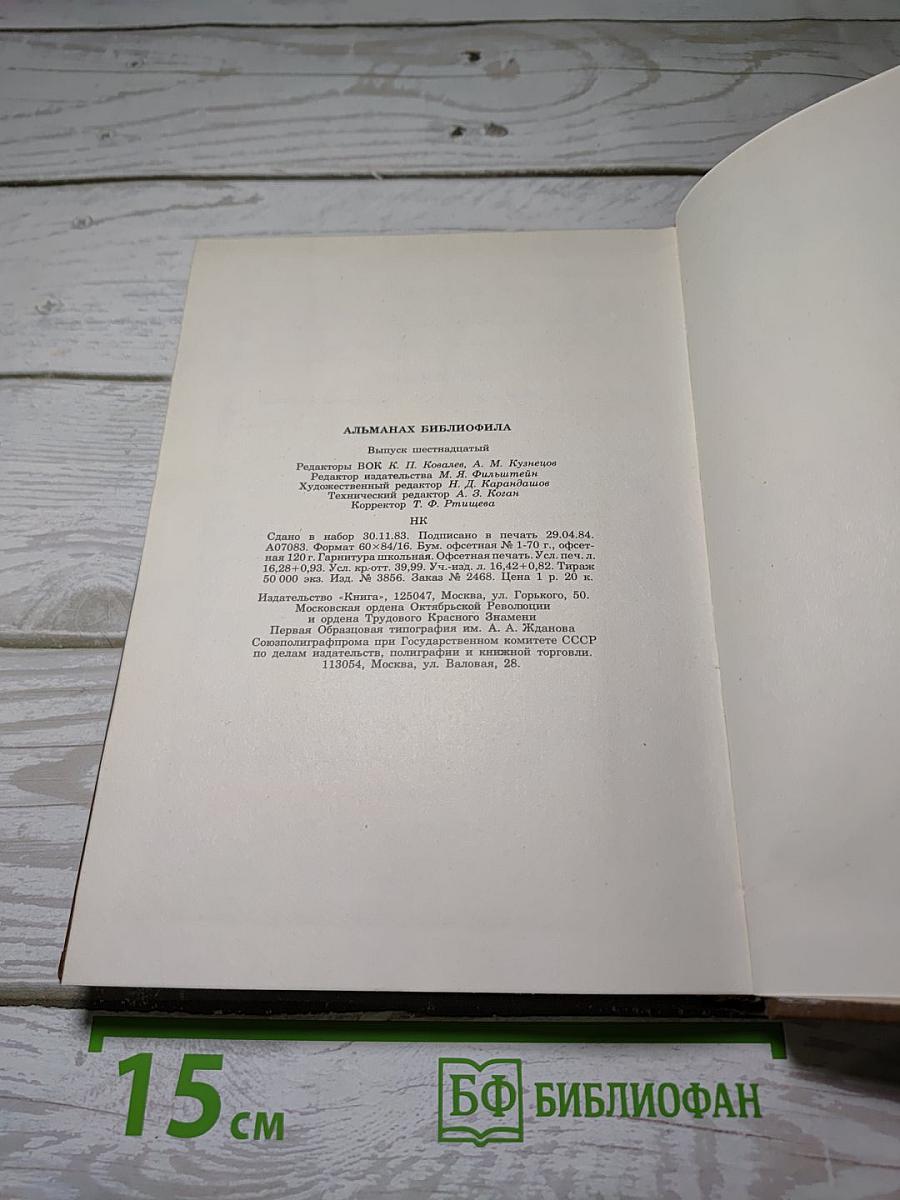 АЛЬМАНАХ БИБЛИОФИЛА
Выпуск шестнадцатый
Редакторы ВОК К. П. Ковалев, А. М. Кузнецов
Редактор издательства М. Я. Фильштейн
Художественный редактор Н. Д. Карандашов
Технический редактор А. З. Коган
Корректор Т. Ф. Ртищева
НК
Сдано в набор 30.11.83. Подписано в печать 29.04.84.
А07083. Формат 60×84/16. Бум. офсетная № 1-70 г., офсет-
ная 120 г. Гарнитура школьная. Офсетная печать. Усл. печ. л.
16,28+0,93. Усл. кр-отт. 39,99. Уч.-изд. л. 16,42+0,82. Тираж
50 000 экз. Изд. № 3856. Заказ № 2468. Цена 1 р. 20 к.
Издательство «Книга», 125047, Москва, ул. Горького, 50.
Московская ордена Октябрьской Революции
и ордена Трудового Красного Знамени
Первая Образцовая типография им. А. А. Жданова
Союзполиграфпрома при Государственном комитете СССР
по делам издательств, полиграфии и книжной торговли.
113054, Москва, ул. Валовая, 28.
15 см
БФ БИБЛИОФАН